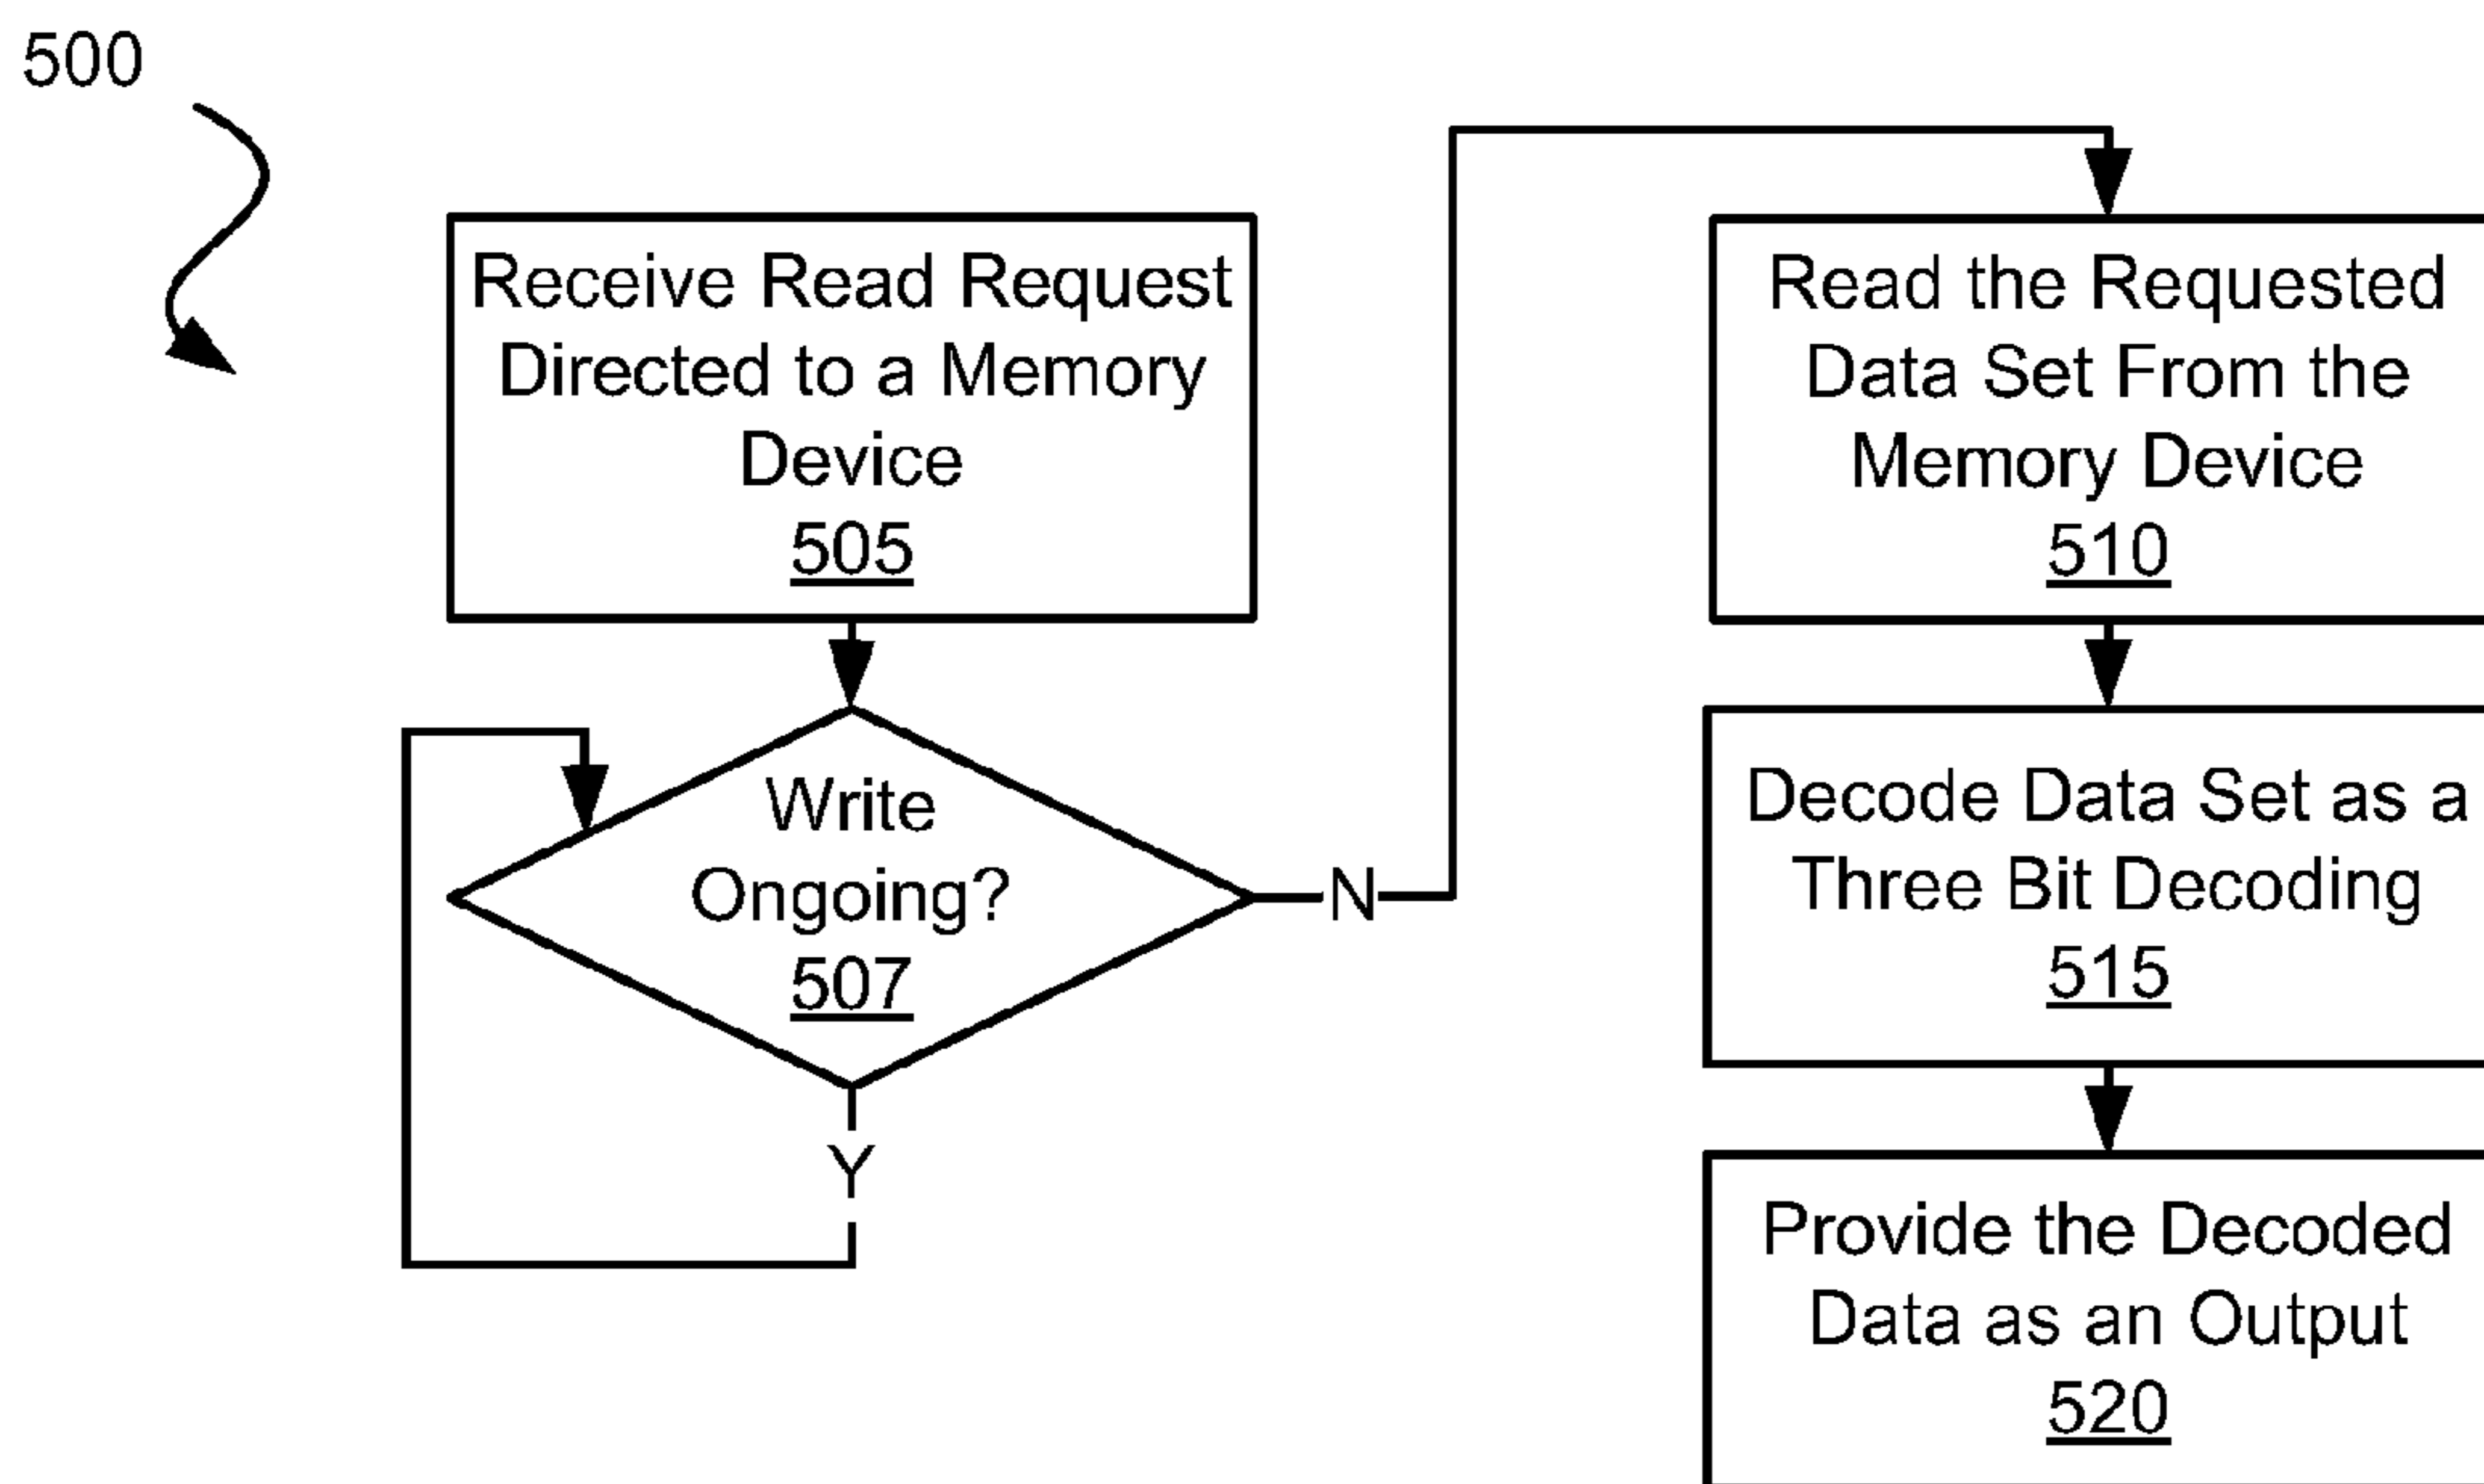 500
Receive Read Request
Directed to a Memory
Device
505
Write
Ongoing?
507
N
Y
Read the Requested
Data Set From the
Memory Device
510
Decode Data Set as a
Three Bit Decoding
515
Provide the Decoded
Data as an Output
520